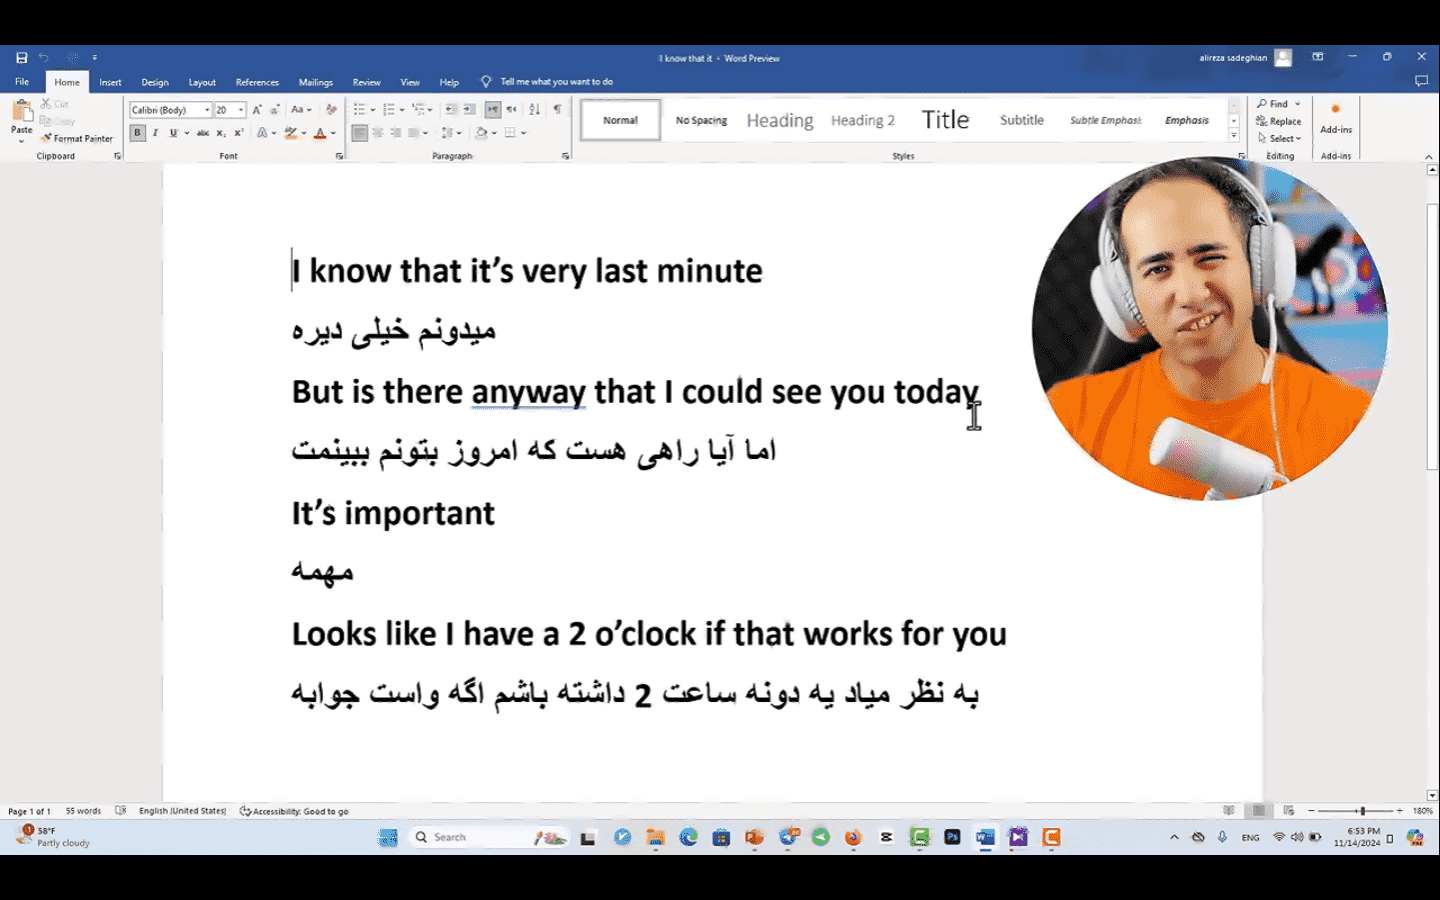 I know that it - Word Preview
alireza sadeghian
File Home Insert Design Layout References Mailings Review View Help Tell me what you want to do
Paste
Cut
Copy
Format Painter
Clipboard
Calibri (Body) 20
Font
Paragraph
Normal No Spacing Heading Heading 2 Title Subtitle Subtle Emphasi: Emphasis
Styles
Find
Replace
Select
Editing
Add-ins
Add-ins
I know that it’s very last minute
میدونم خیلی دیره
But is there anyway that I could see you today
اما آیا راهی هست که امروز بتونم ببینمت
It’s important
مهمه
Looks like I have a 2 o’clock if that works for you
به نظر میاد یه دونه ساعت 2 داشته باشم اگه واست جوابه
Page 1 of 1 55 words English (United States) Accessibility: Good to go 180%
58°F
Partly cloudy
Search
ENG
6:53 PM
11/14/2024